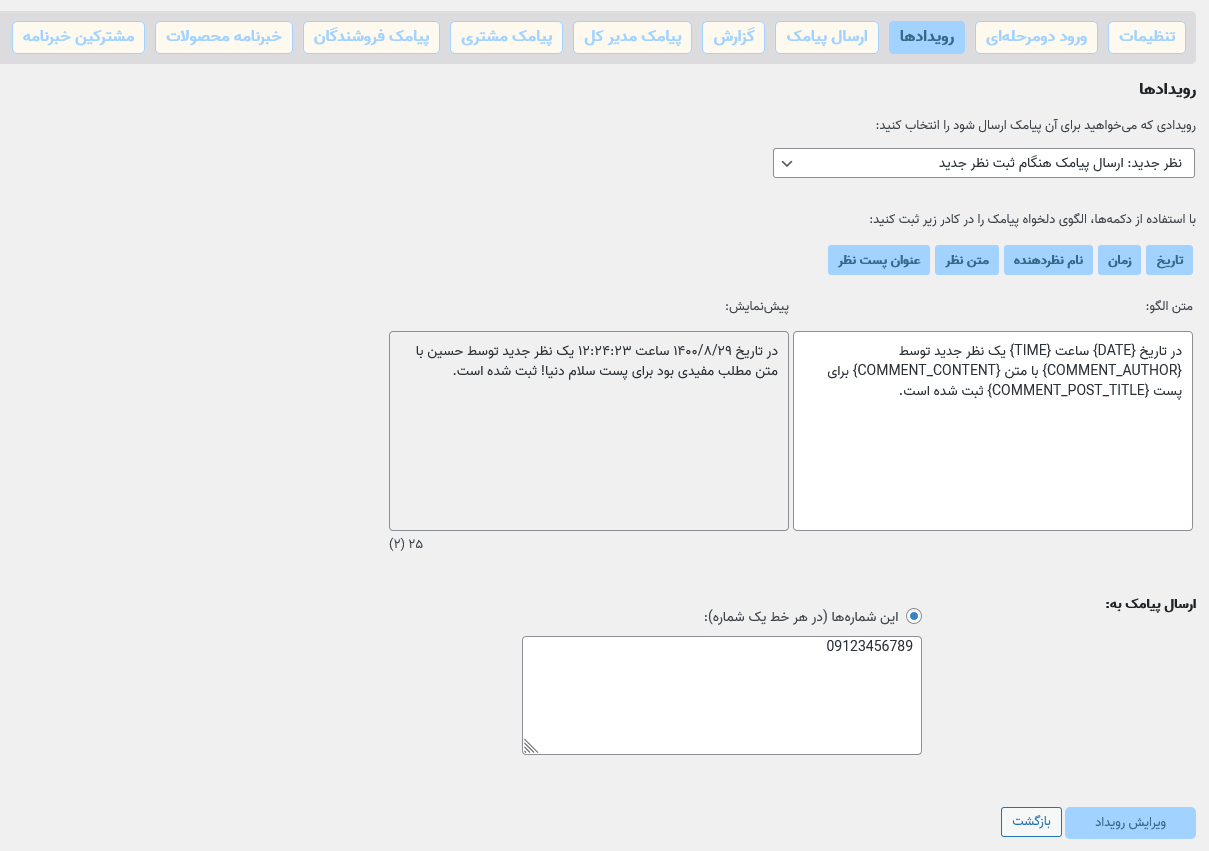 تنظیمات
ورود دومرحله‌ای
رویدادها
ارسال پیامک
گزارش
پیامک مدیر کل
پیامک مشتری
پیامک فروشندگان
خبرنامه محصولات
مشترکین خبرنامه
رویدادها
رویدادی که می‌خواهید برای آن پیامک ارسال شود را انتخاب کنید:
نظر جدید: ارسال پیامک هنگام ثبت نظر جدید
با استفاده از دکمه‌ها، الگوی دلخواه پیامک را در کادر زیر ثبت کنید:
تاریخ
زمان
نام نظردهنده
متن نظر
عنوان پست نظر
متن الگو:
در تاریخ {DATE} ساعت {TIME} یک نظر جدید توسط
{COMMENT_AUTHOR} با متن {COMMENT_CONTENT} برای
پست {COMMENT_POST_TITLE} ثبت شده است.
پیش‌نمایش:
در تاریخ ۱۴۰۰/۸/۲۹ ساعت ۱۲:۲۴:۲۳ یک نظر جدید توسط حسین با
متن مطلب مفیدی بود برای پست سلام دنیا! ثبت شده است.
۲۵ (۲)
ارسال پیامک به:
این شماره‌ها (در هر خط یک شماره):
09123456789
ویرایش رویداد
بازگشت